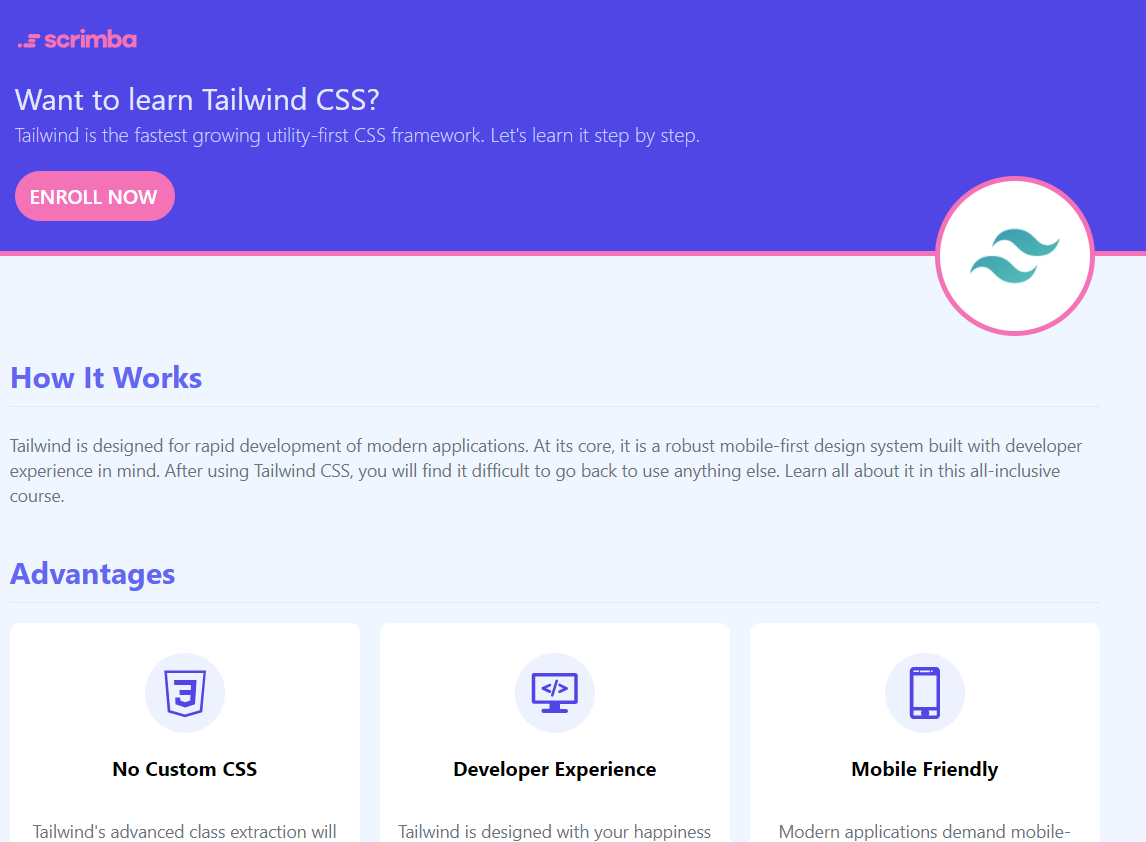 scrimba
Want to learn Tailwind CSS?
Tailwind is the fastest growing utility-first CSS framework. Let's learn it step by step.
ENROLL NOW
How It Works
Tailwind is designed for rapid development of modern applications. At its core, it is a robust mobile-first design system built with developer
experience in mind. After using Tailwind CSS, you will find it difficult to go back to use anything else. Learn all about it in this all-inclusive
course.
Advantages
3
</>
No Custom CSS
Developer Experience
Mobile Friendly
Tailwind's advanced class extraction will
Tailwind is designed with your happiness
Modern applications demand mobile-